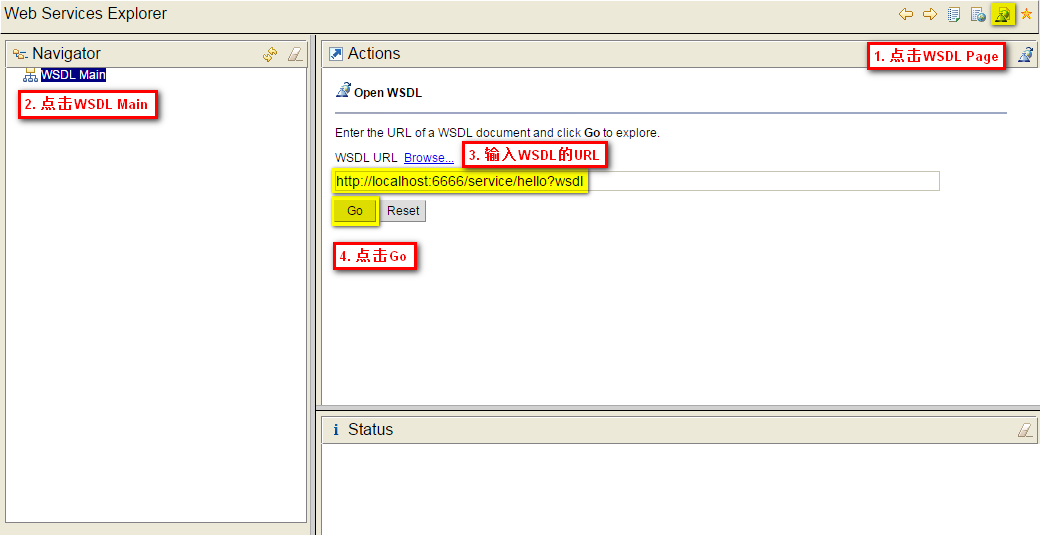 Web Services Explorer
Navigator
WSDL Main
2. 点击WSDL Main
Actions
1. 点击WSDL Page
Open WSDL
Enter the URL of a WSDL document and click Go to explore.
WSDL URL Browse...
3. 输入WSDL的URL
http://localhost:6666/service/hello?wsdl
Go Reset
4. 点击Go
i Status